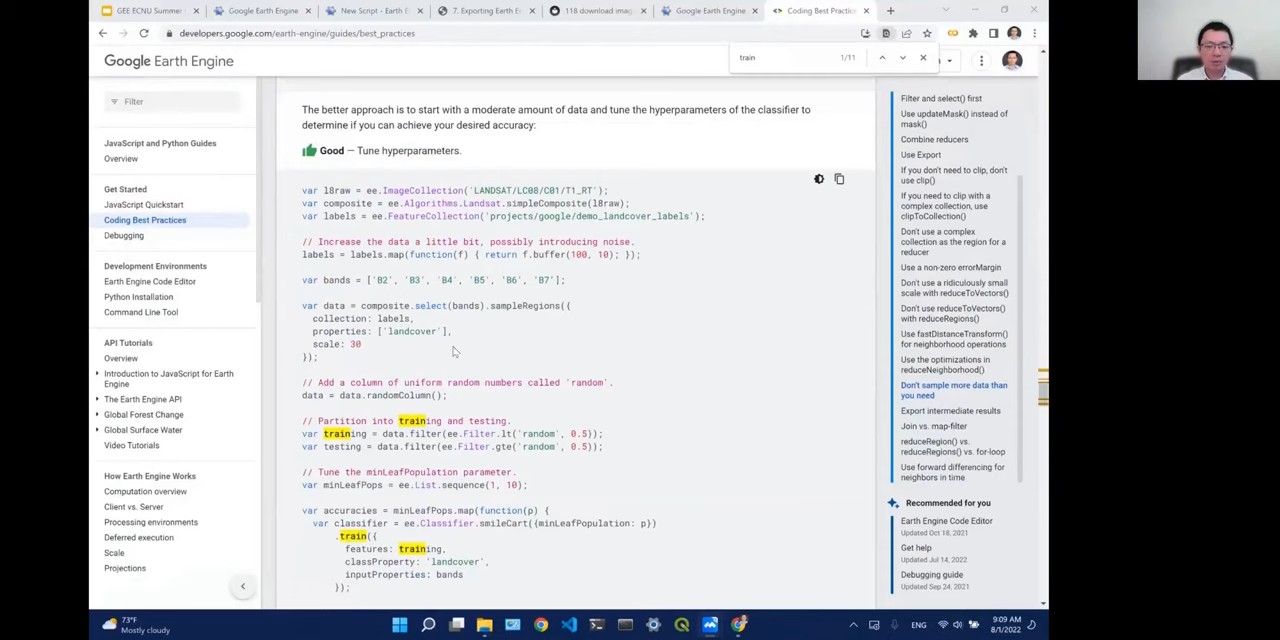 GEE ECNU Summer
Google Earth Engine
New Script - Earth E
7. Exporting Earth En
118 download imag
Google Earth Engine
Coding Best Practice
developers.google.com/earth-engine/guides/best_practices
Google Earth Engine
train
1/11
Filter
JavaScript and Python Guides
Overview
Get Started
JavaScript Quickstart
Coding Best Practices
Debugging
Development Environments
Earth Engine Code Editor
Python Installation
Command Line Tool
API Tutorials
Overview
Introduction to JavaScript for Earth
Engine
The Earth Engine API
Global Forest Change
Global Surface Water
Video Tutorials
How Earth Engine Works
Computation overview
Client vs. Server
Processing environments
Deferred execution
Scale
Projections
The better approach is to start with a moderate amount of data and tune the hyperparameters of the classifier to
determine if you can achieve your desired accuracy:
Good — Tune hyperparameters.
var l8raw = ee.ImageCollection('LANDSAT/LC08/C01/T1_RT');
var composite = ee.Algorithms.Landsat.simpleComposite(l8raw);
var labels = ee.FeatureCollection('projects/google/demo_landcover_labels');
// Increase the data a little bit, possibly introducing noise.
labels = labels.map(function(f) { return f.buffer(100, 10); });
var bands = ['B2', 'B3', 'B4', 'B5', 'B6', 'B7'];
var data = composite.select(bands).sampleRegions({
collection: labels,
properties: ['landcover'],
scale: 30
});
// Add a column of uniform random numbers called 'random'.
data = data.randomColumn();
// Partition into training and testing.
var training = data.filter(ee.Filter.lt('random', 0.5));
var testing = data.filter(ee.Filter.gte('random', 0.5));
// Tune the minLeafPopulation parameter.
var minLeafPops = ee.List.sequence(1, 10);
var accuracies = minLeafPops.map(function(p) {
var classifier = ee.Classifier.smileCart({minLeafPopulation: p})
.train({
features: training,
classProperty: 'landcover',
inputProperties: bands
});
Filter and select() first
Use updateMask() instead of
mask()
Combine reducers
Use Export
If you don't need to clip, don't
use clip()
If you need to clip with a
complex collection, use
clipToCollection()
Don't use a complex
collection as the region for a
reducer
Use a non-zero errorMargin
Don't use a ridiculously small
scale with reduceToVectors()
Don't use reduceToVectors()
with reduceRegions()
Use fastDistanceTransform()
for neighborhood operations
Use the optimizations in
reduceNeighborhood()
Don't sample more data than
you need
Export intermediate results
Join vs. map-filter
reduceRegion() vs.
reduceRegions() vs. for-loop
Use forward differencing for
neighbors in time
Recommended for you
Earth Engine Code Editor
Updated Oct 18, 2021
Get help
Updated Jul 14, 2022
Debugging guide
Updated Sep 24, 2021
73°F
Mostly cloudy
ENG
9:09 AM
8/1/2022